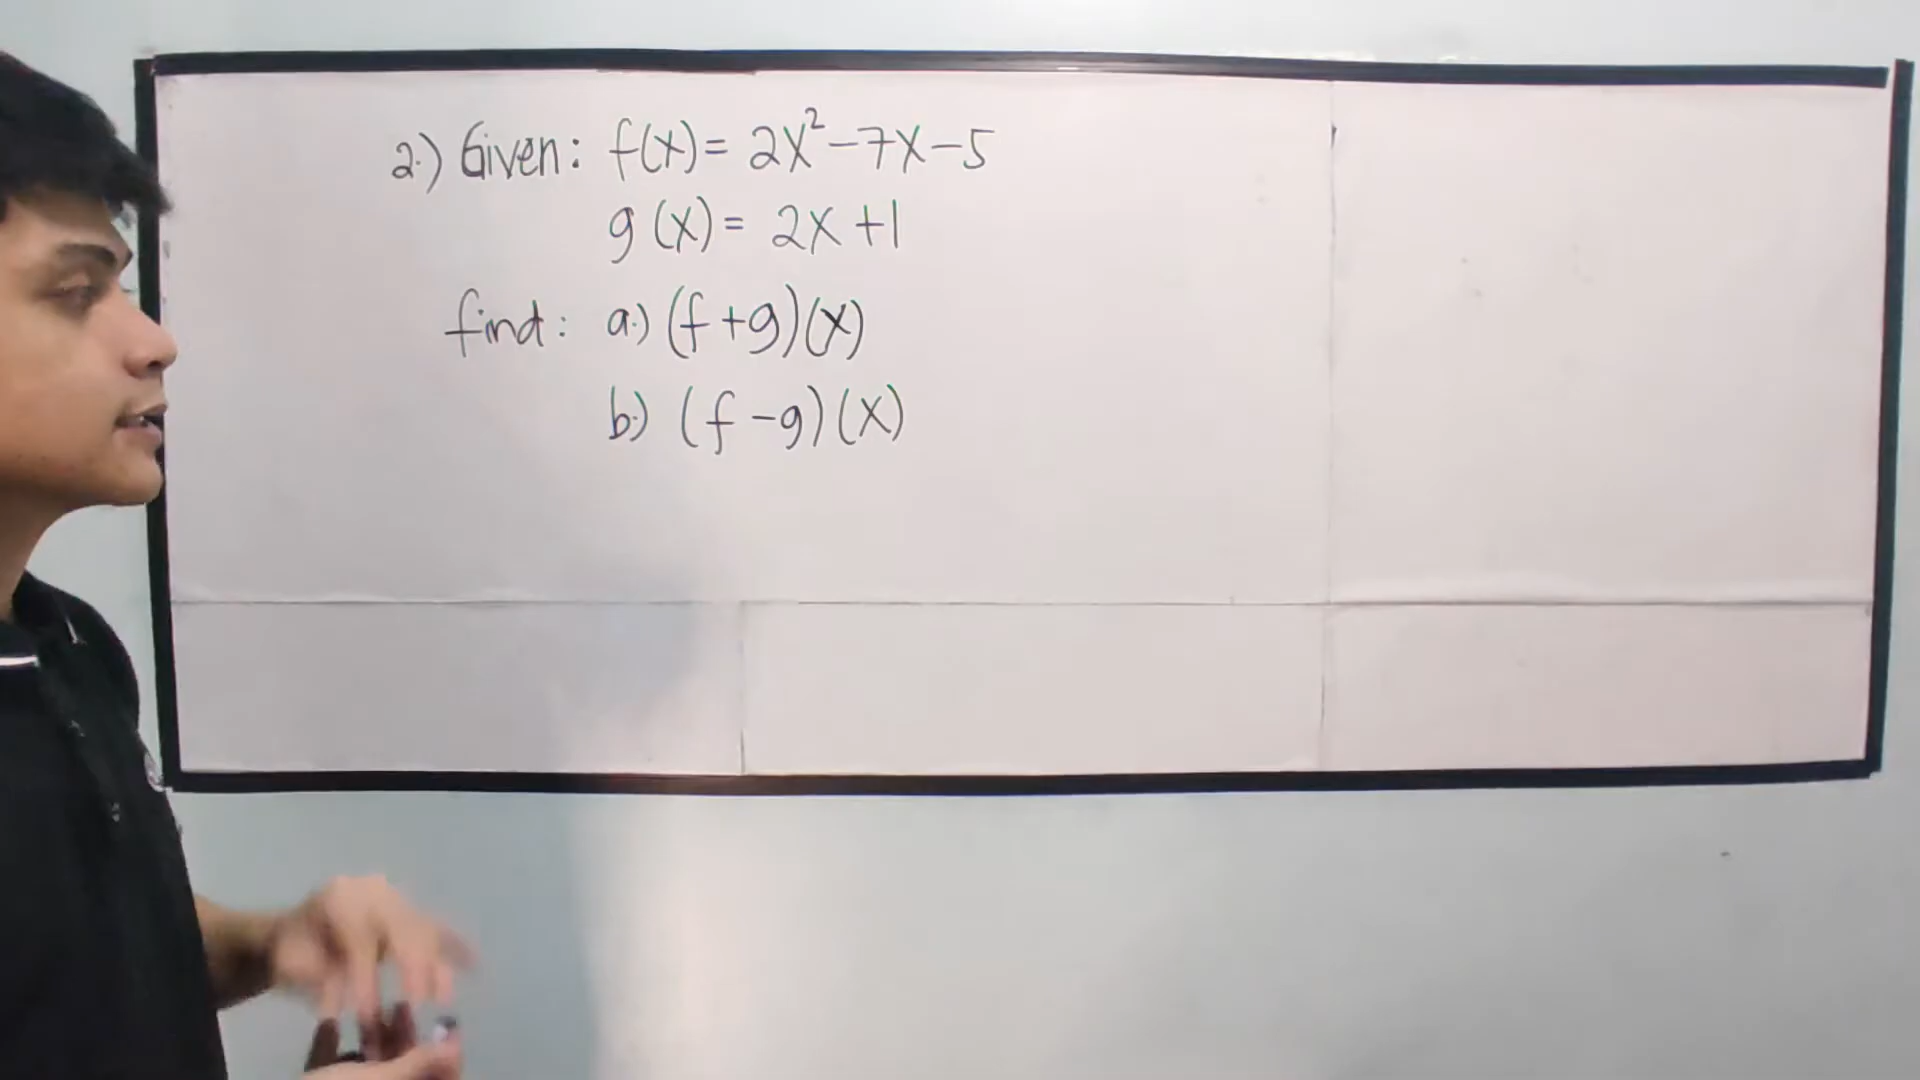 2.) Given: f(x) = 2x² - 7x - 5
g(x) = 2x + 1
find: a.) (f + g)(x)
b.) (f - g)(x)